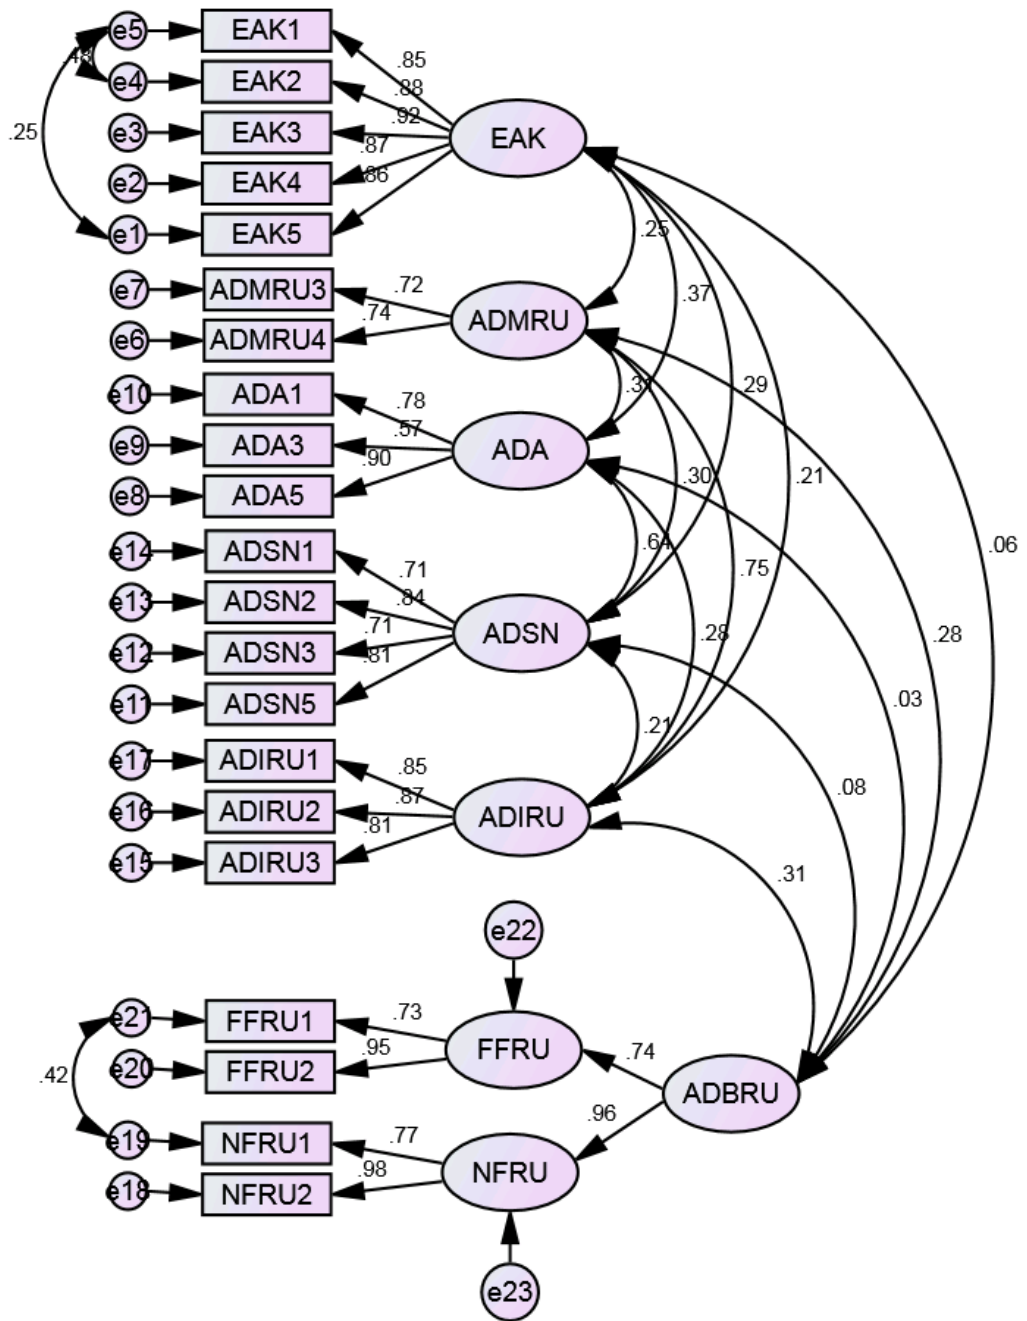 e5
EAK1
.85
.48
e4
EAK2
.88
.92
e3
EAK3
EAK
.25
.87
e2
EAK4
.86
e1
EAK5
.25
e7
ADMRU3
.72
.37
ADMRU
e6
ADMRU4
.74
e10
ADA1
.78
.31
.29
e9
ADA3
.57
ADA
.90
.30
.21
e8
ADA5
.64
.06
e14
ADSN1
.71
.75
e13
ADSN2
.84
ADSN
.28
.28
e12
ADSN3
.71
.81
.03
e11
ADSN5
.21
e17
ADIRU1
.85
.08
e16
ADIRU2
.87
ADIRU
.81
e15
ADIRU3
.31
e22
e21
FFRU1
.73
FFRU
.74
.95
e20
FFRU2
.42
ADBRU
.96
e19
NFRU1
.77
NFRU
.98
e18
NFRU2
e23